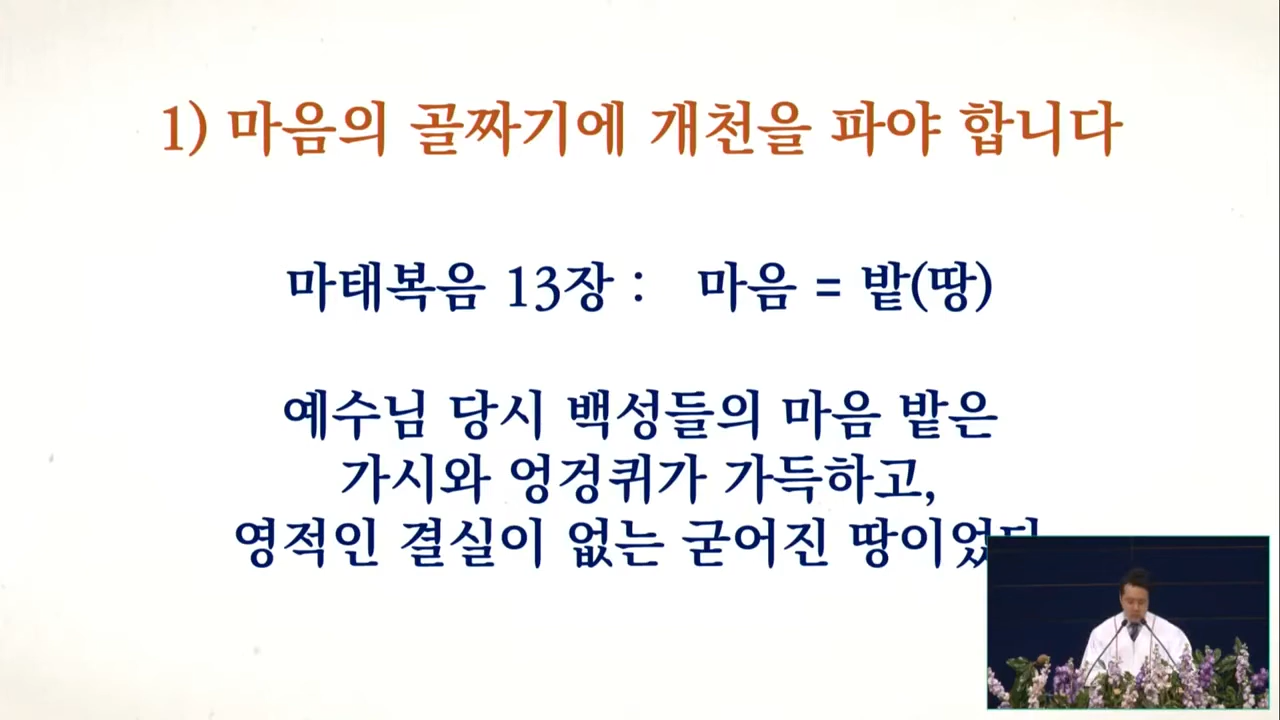 1) 마음의 골짜기에 개천을 파야 합니다
마태복음 13장 : 마음 = 밭(땅)
예수님 당시 백성들의 마음 밭은
가시와 엉겅퀴가 가득하고,
영적인 결실이 없는 굳어진